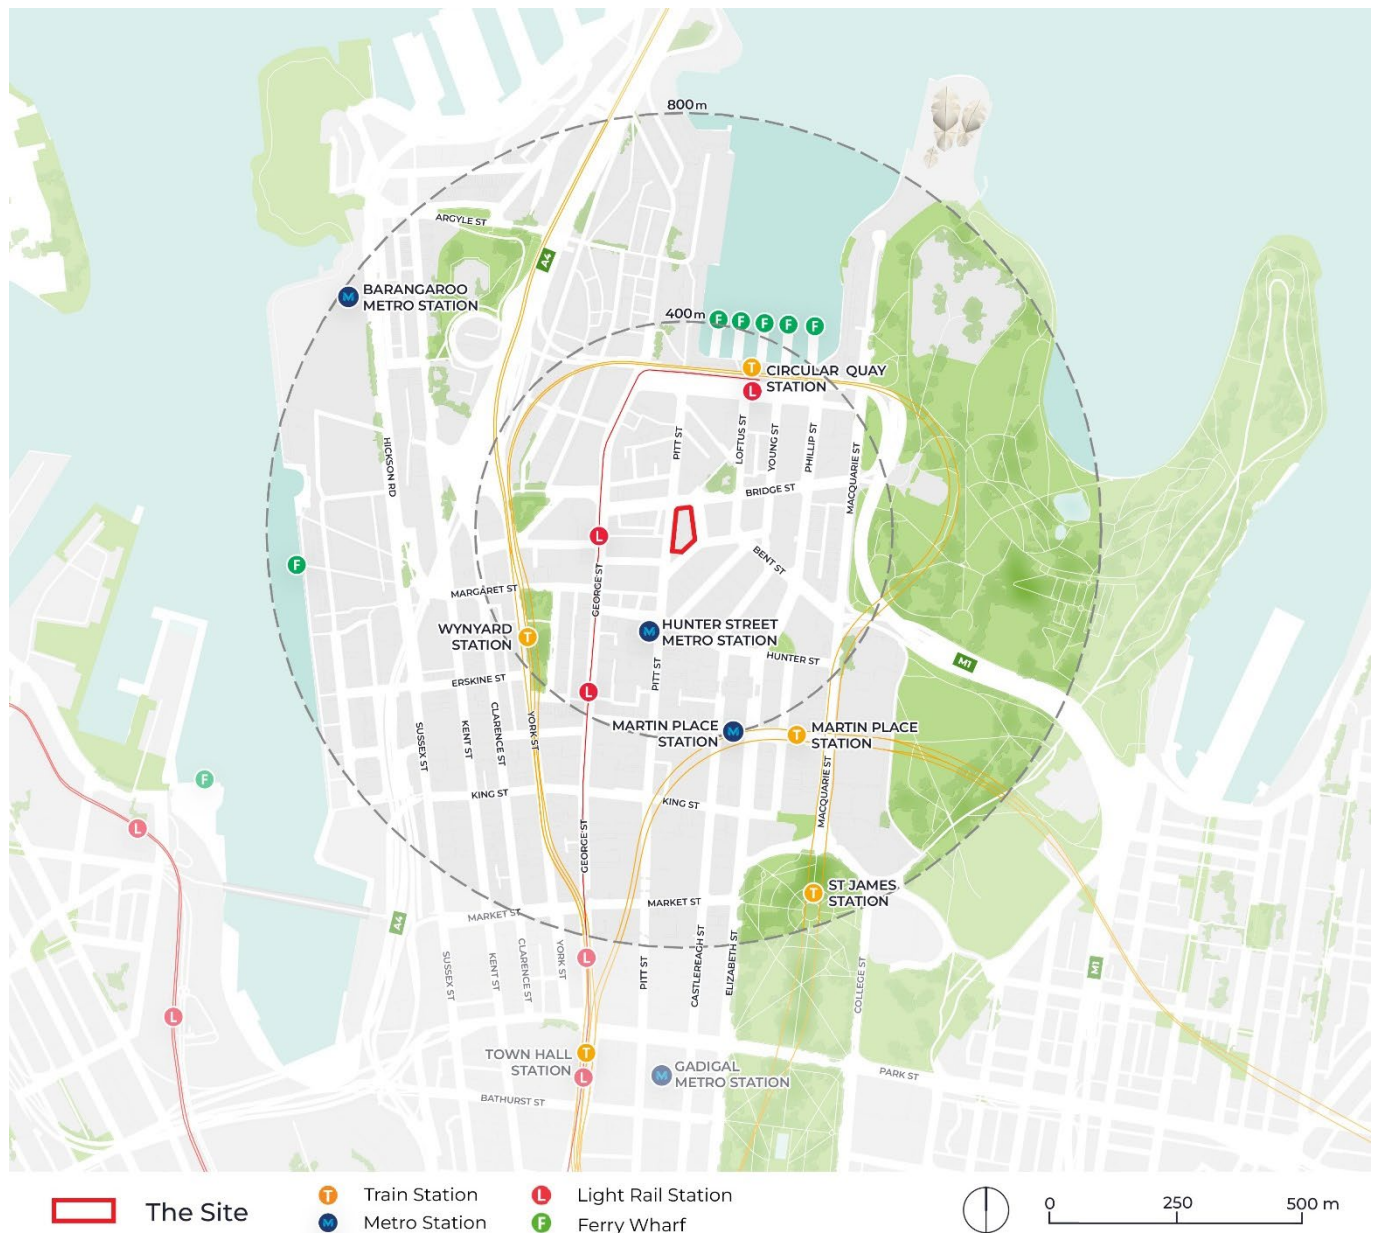 800m
ARGYLE ST
A4
BARANGAROO
METRO STATION
400m
F
F
F
F
F
T
CIRCULAR QUAY
STATION
L
HICKSON RD
PITT ST
LOFTUS ST
YOUNG ST
PHILLIP ST
MACQUARIE ST
BRIDGE ST
L
BENT ST
F
MARGARET ST
GEORGE ST
WYNYARD
STATION
T
M
HUNTER STREET
METRO STATION
HUNTER ST
M1
PITT ST
ERSKINE ST
L
SUSSEX ST
KENT ST
CLARENCE ST
YORK ST
MARTIN PLACE
STATION
M
T
MARTIN PLACE
STATION
F
MACQUARIE ST
KING ST
KING ST
L
GEORGE ST
T
ST JAMES
STATION
MARKET ST
MARKET ST
A4
SUSSEX ST
KENT ST
CLARENCE ST
YORK ST
L
PITT ST
CASTLEREAGH ST
ELIZABETH ST
COLLEGE ST
M1
L
TOWN HALL
STATION
T
L
M
GADIGAL
METRO STATION
PARK ST
BATHURST ST
The Site
T
Train Station
M
Metro Station
L
Light Rail Station
F
Ferry Wharf
0
250
500 m